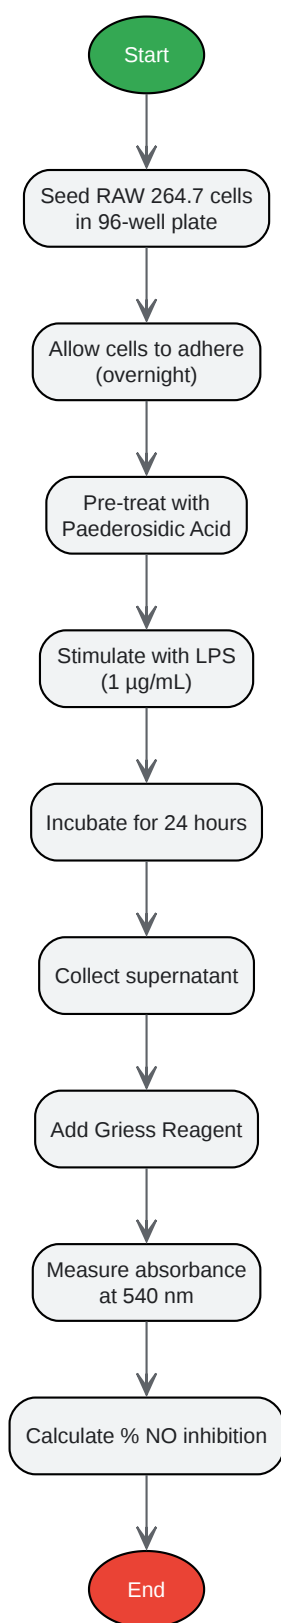 Start
Seed RAW 264.7 cells
in 96-well plate
Allow cells to adhere
(overnight)
Pre-treat with
Paederosidic Acid
Stimulate with LPS
(1 µg/mL)
Incubate for 24 hours
Collect supernatant
Add Griess Reagent
Measure absorbance
at 540 nm
Calculate % NO inhibition
End